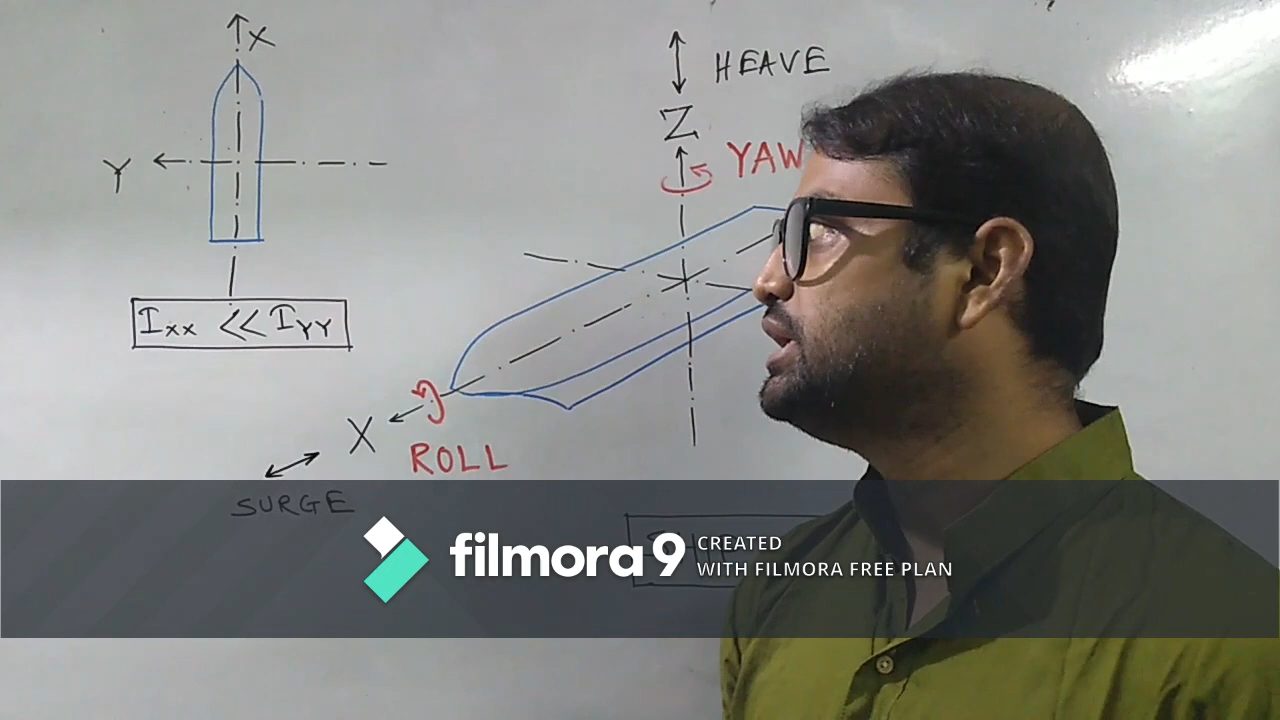 X
HEAVE
Z
Y
YAW
Ixx << IYY
X
ROLL
SURGE
filmora9
CREATED
WITH FILMORA FREE PLAN